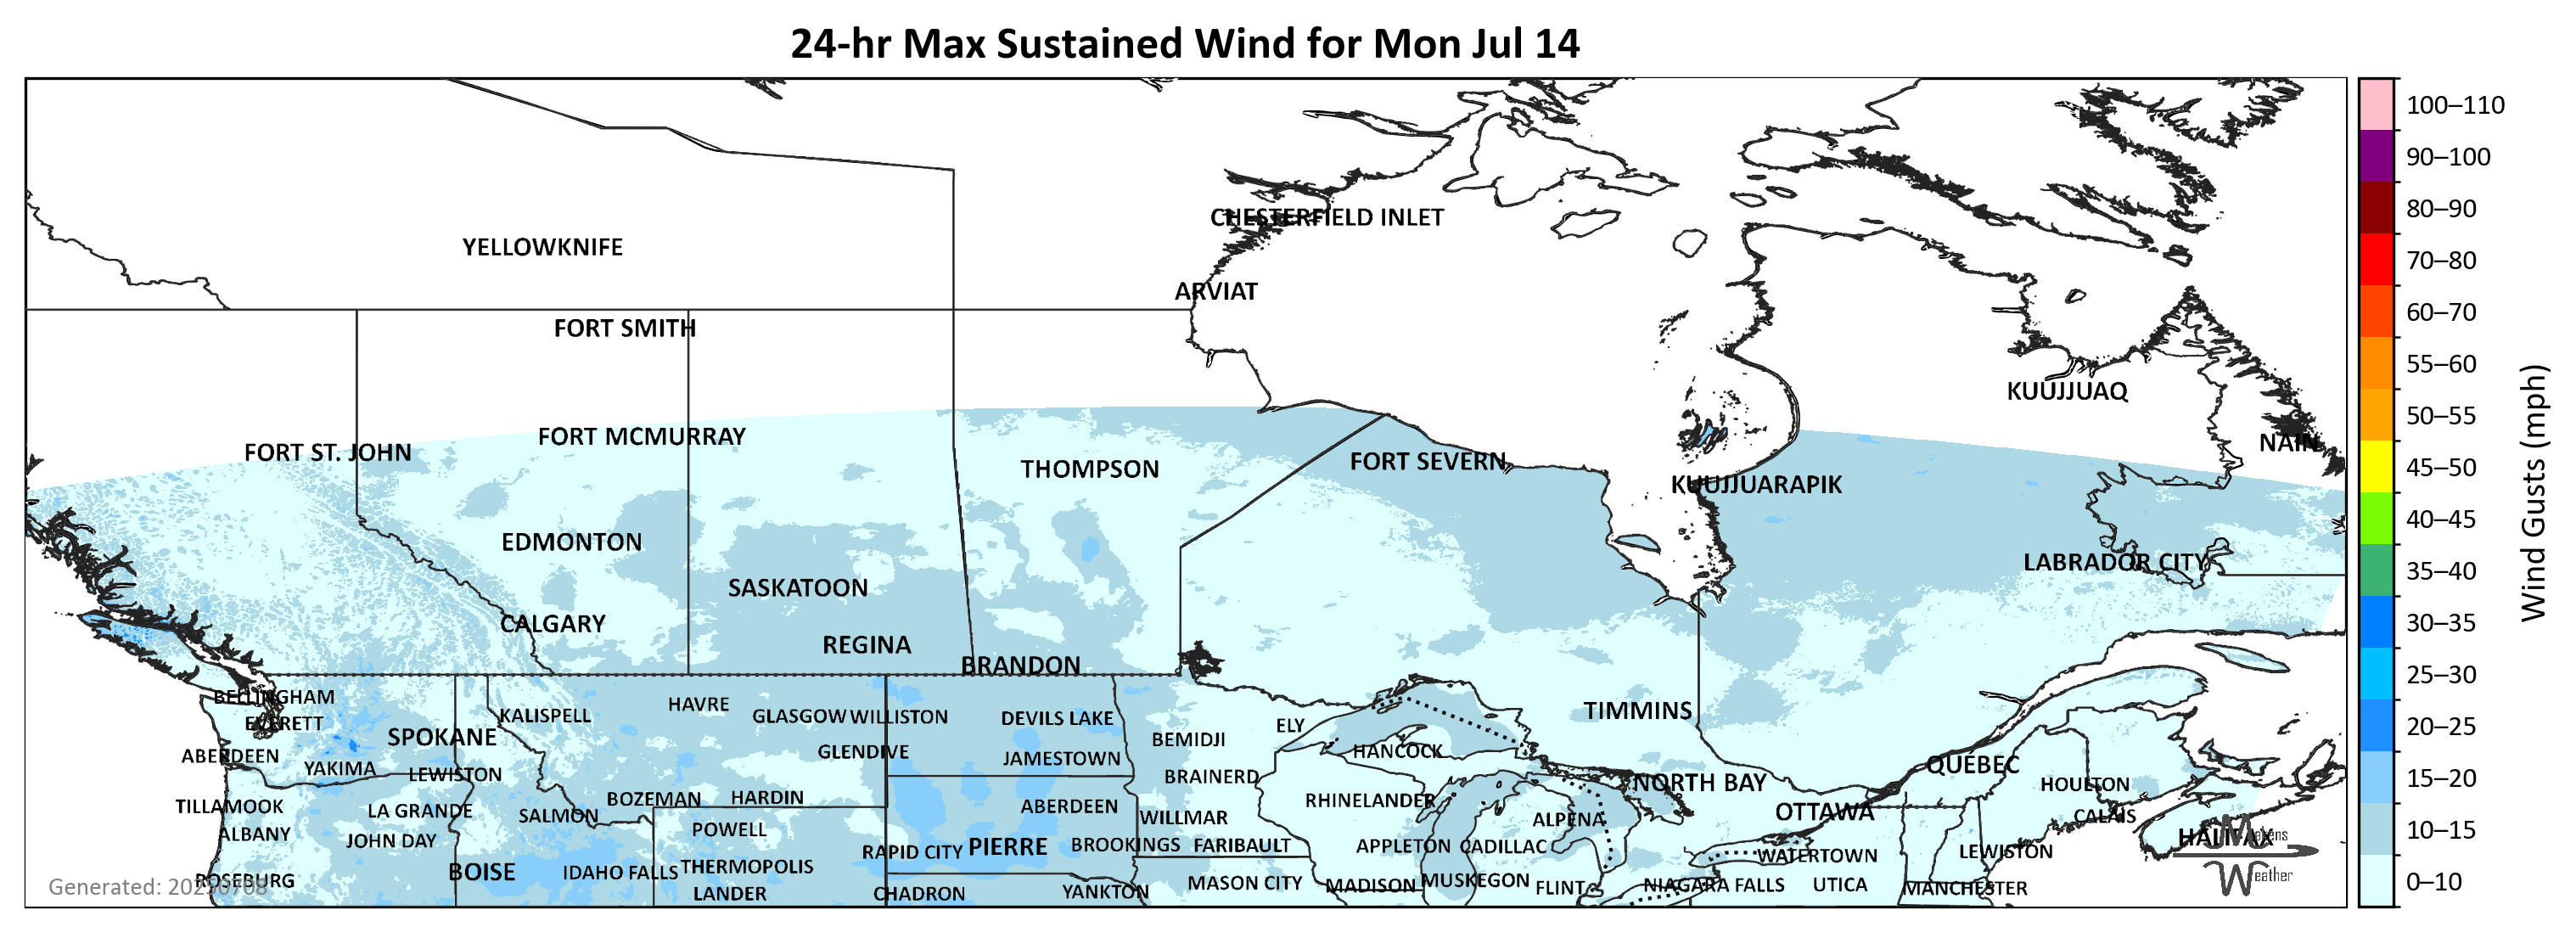 24-hr Max Sustained Wind for Mon Jul 14
100–110
90–100
80–90
70–80
60–70
55–60
50–55
45–50
40–45
35–40
30–35
25–30
20–25
15–20
10–15
0–10
Wind Gusts (mph)
CHESTERFIELD INLET
YELLOWKNIFE
ARVIAT
FORT SMITH
KUUJJUAQ
FORT MCMURRAY
NAIN
FORT ST. JOHN
FORT SEVERN
THOMPSON
KUUJJUARAPIK
EDMONTON
LABRADOR CITY
SASKATOON
CALGARY
REGINA
BRANDON
BELLINGHAM
HAVRE
TIMMINS
KALISPELL
GLASGOW
WILLISTON
DEVILS LAKE
EVERETT
ELY
SPOKANE
BEMIDJI
GLENDIVE
HANCOCK
ABERDEEN
JAMESTOWN
QUÉBEC
YAKIMA
LEWISTON
BRAINERD
NORTH BAY
HOULTON
BOZEMAN
HARDIN
RHINELANDER
TILLAMOOK
ABERDEEN
LA GRANDE
OTTAWA
SALMON
CALAIS
WILLMAR
ALPENA
POWELL
ALBANY
HALIFAX
JOHN DAY
BROOKINGS
FARIBAULT
APPLETON
CADILLAC
PIERRE
RAPID CITY
LEWISTON
WATERTOWN
THERMOPOLIS
BOISE
IDAHO FALLS
ROSEBURG
MUSKEGON
MASON CITY
MADISON
NIAGARA FALLS
UTICA
FLINT
MANCHESTER
YANKTON
LANDER
CHADRON
Generated: 20250708
Makens
Weather